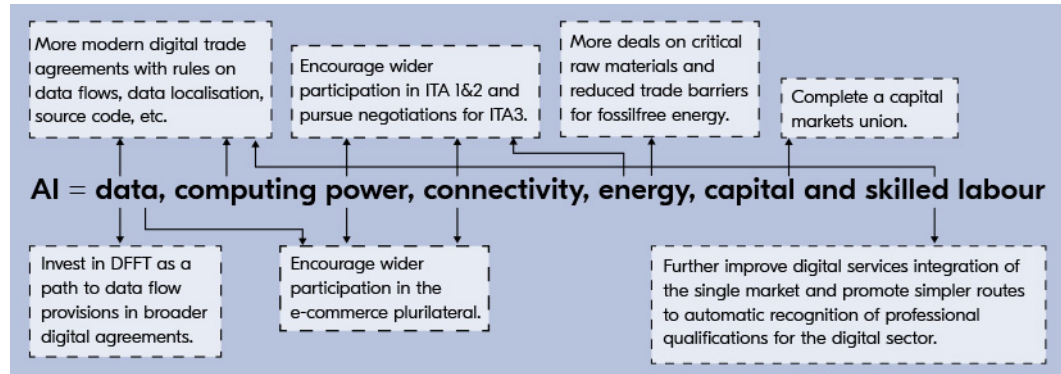 More modern digital trade
agreements with rules on
data flows, data localisation,
source code, etc.
Encourage wider
participation in ITA 1&2 and
pursue negotiations for ITA3.
More deals on critical
raw materials and
reduced trade barriers
for fossilfree energy.
Complete a capital
markets union.
AI = data, computing power, connectivity, energy, capital and skilled labour
Invest in DFFT as a
path to data flow
provisions in broader
digital agreements.
Encourage wider
participation in the
e-commerce plurilateral.
Further improve digital services integration of
the single market and promote simpler routes
to automatic recognition of professional
qualifications for the digital sector.